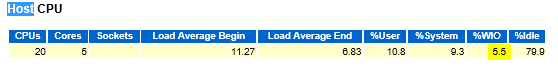 Host CPU
CPUs Cores Sockets Load Average Begin Load Average End %User %System %WIO %Idle
20 5 11.27 6.83 10.8 9.3 5.5 79.9